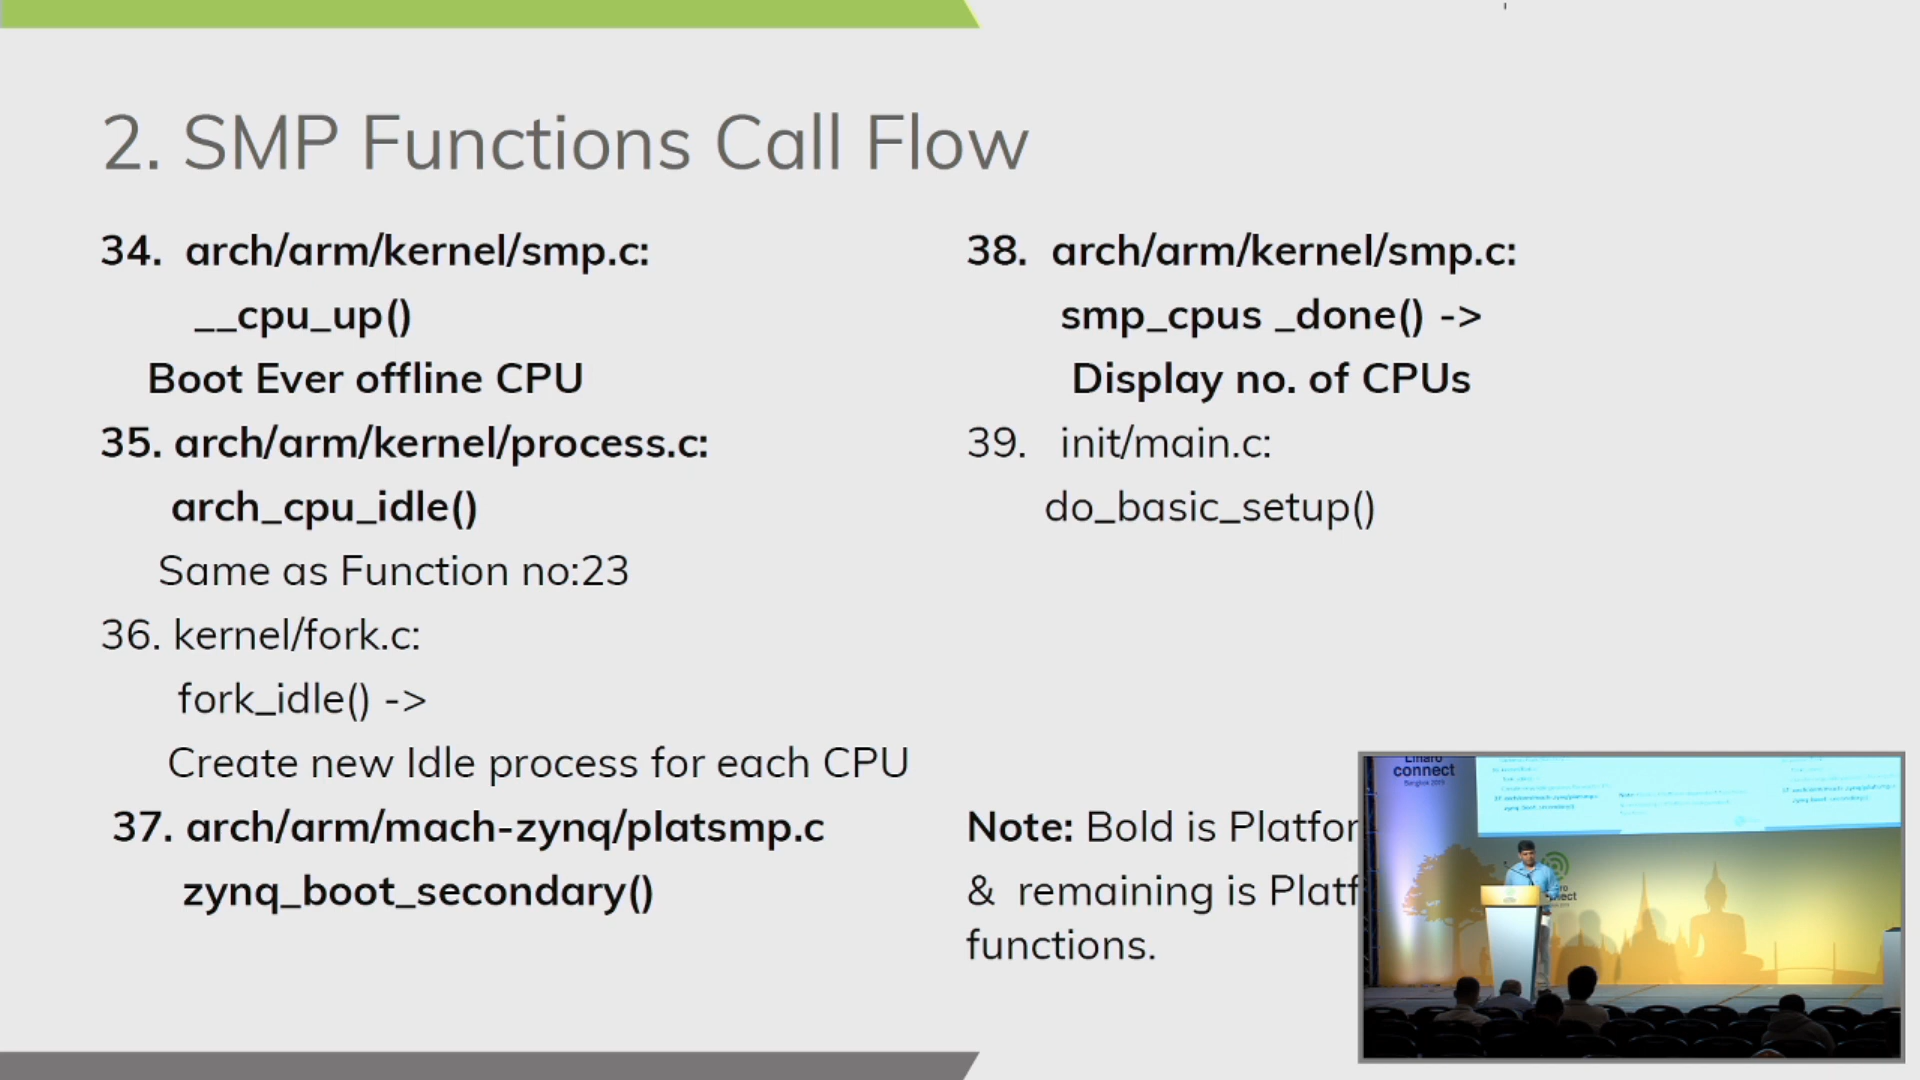 2. SMP Functions Call Flow
34. arch/arm/kernel/smp.c:
__cpu_up()
Boot Ever offline CPU
35. arch/arm/kernel/process.c:
arch_cpu_idle()
Same as Function no:23
36. kernel/fork.c:
fork_idle() ->
Create new Idle process for each CPU
37. arch/arm/mach-zynq/platsmp.c
zynq_boot_secondary()
38. arch/arm/kernel/smp.c:
smp_cpus _done() ->
Display no. of CPUs
39. init/main.c:
do_basic_setup()
Note: Bold is
& remaining is
functions.
connect